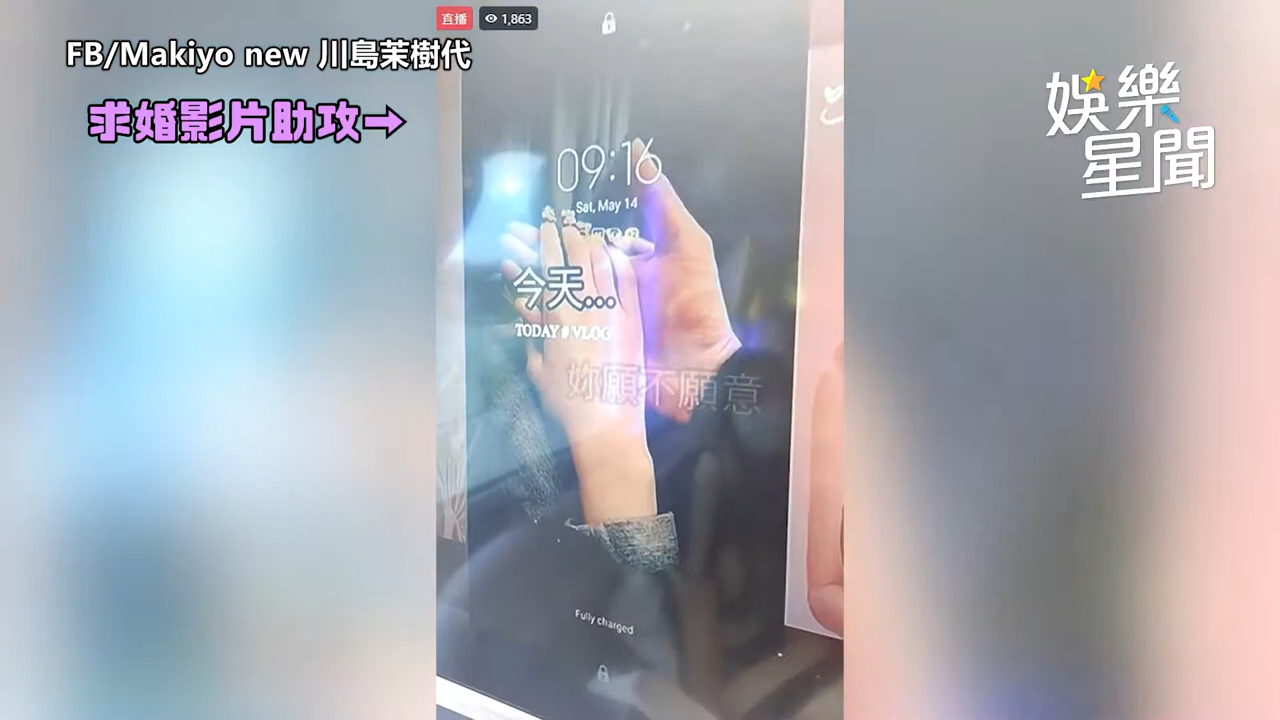 直播 1,863
FB/Makiyo new 川島茉樹代
求婚影片助攻→
娛樂
星聞
09:16
Sat, May 14
今天...
TODAY # VLOG
妳願不願意
Fully charged